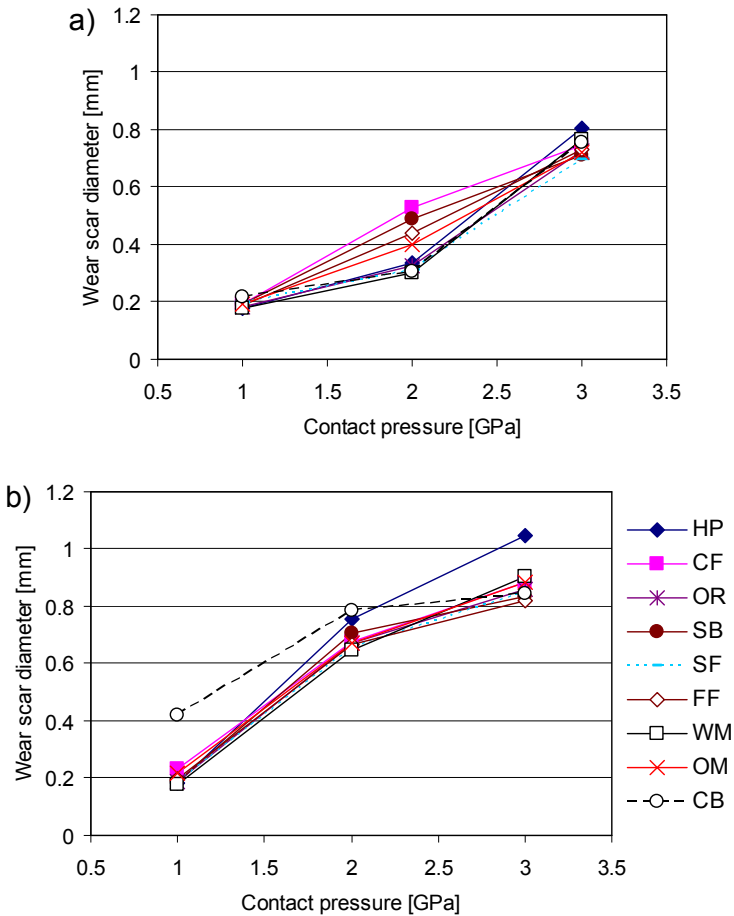 a)
1.2
1
0.8
0.6
0.4
0.2
0
Wear scar diameter [mm]
0.5 1 1.5 2 2.5 3 3.5
Contact pressure [GPa]
b)
1.2
1
0.8
0.6
0.4
0.2
0
Wear scar diameter [mm]
0.5 1 1.5 2 2.5 3 3.5
Contact pressure [GPa]
HP
CF
OR
SB
SF
FF
WM
OM
CB